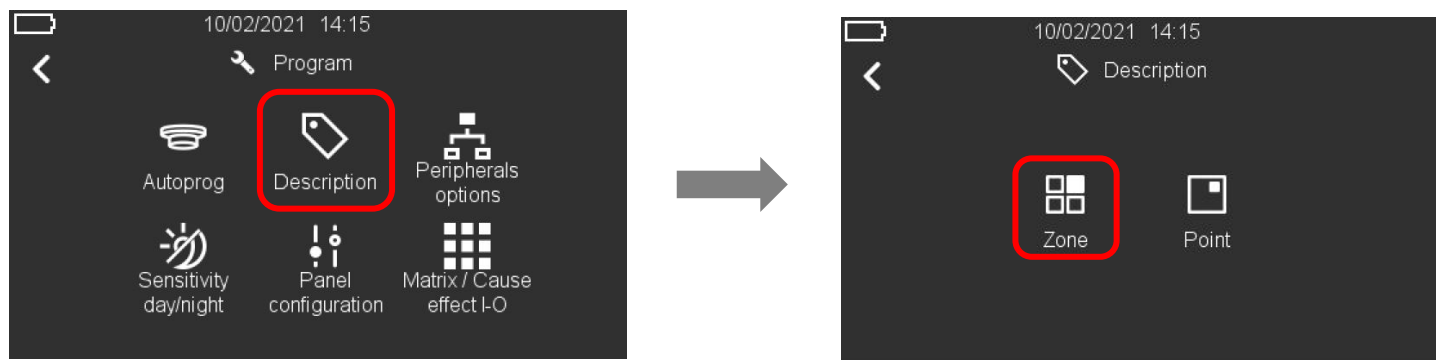 10/02/2021 14:15
Program
Autoprog
Description
Peripherals
options
Sensitivity
day/night
Panel
configuration
Matrix / Cause
effect I-O
10/02/2021 14:15
Description
Zone
Point